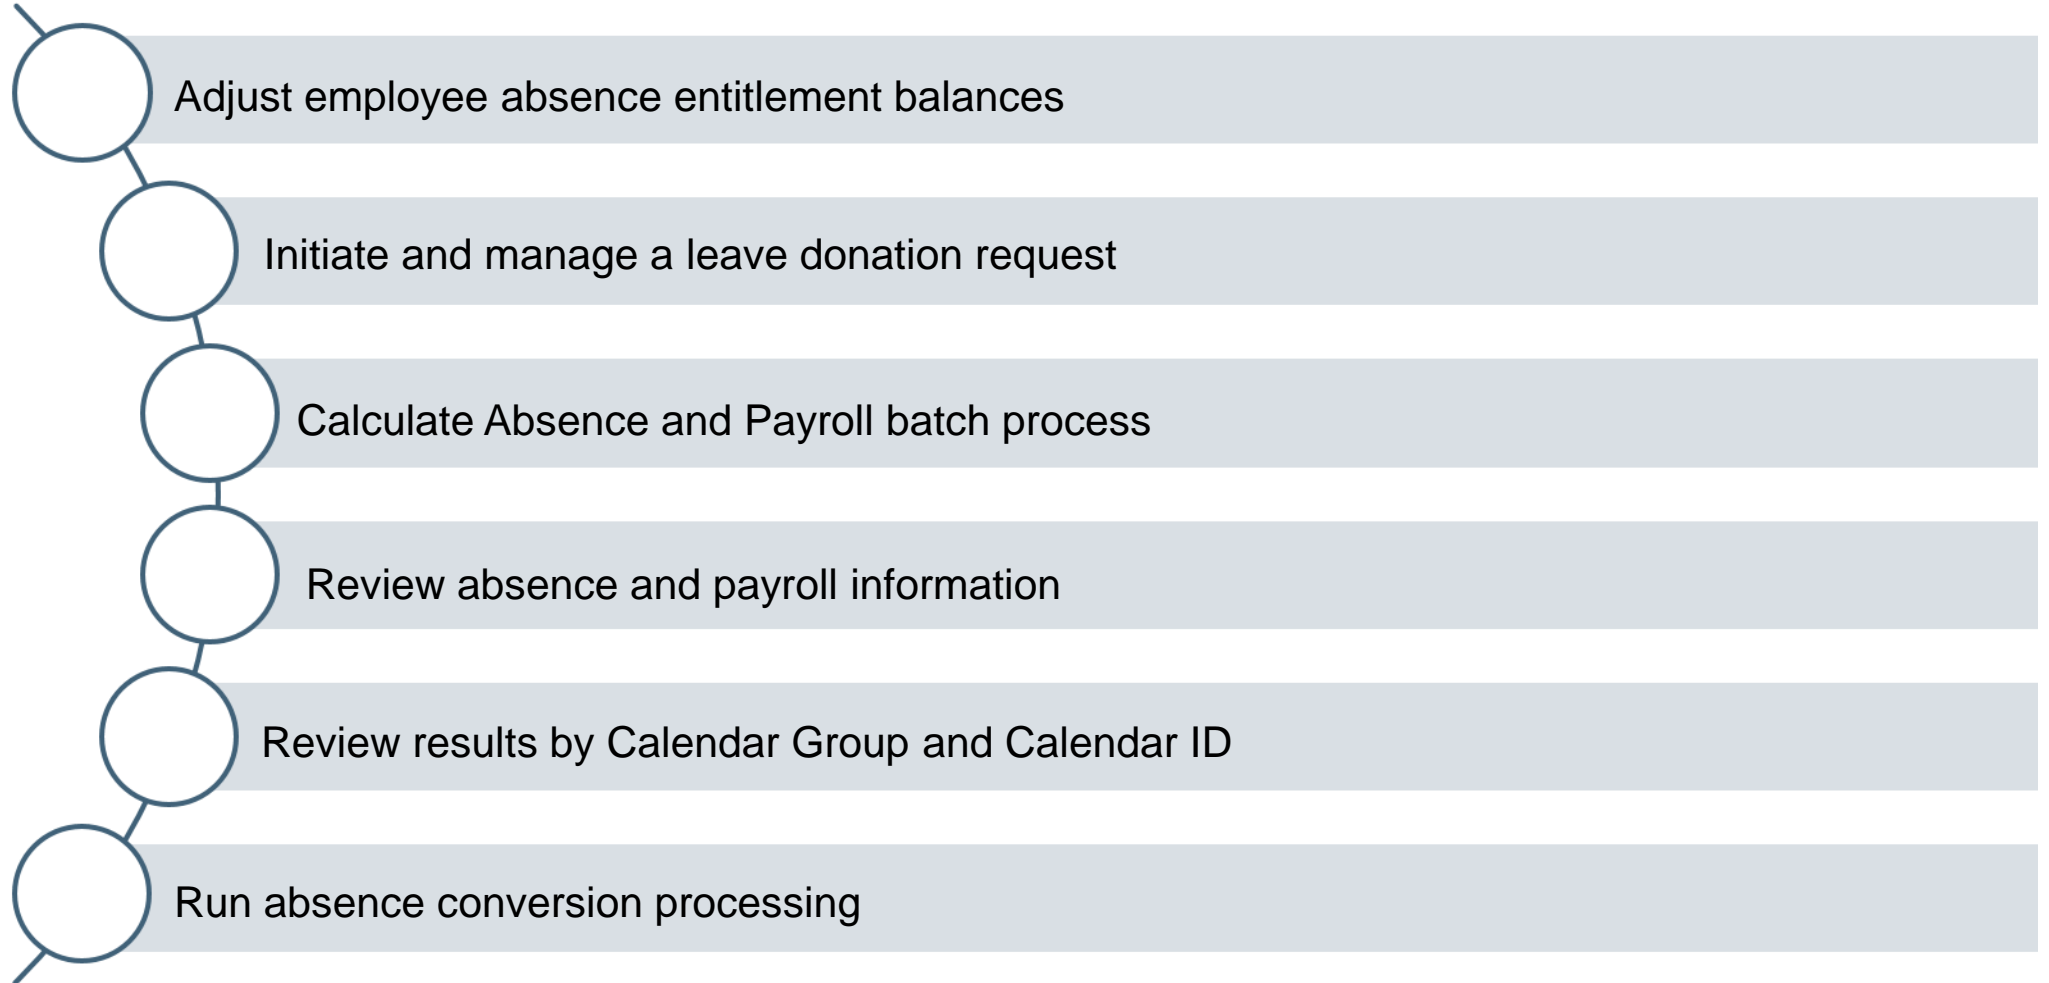 Adjust employee absence entitlement balances
Initiate and manage a leave donation request
Calculate Absence and Payroll batch process
Review absence and payroll information
Review results by Calendar Group and Calendar ID
Run absence conversion processing